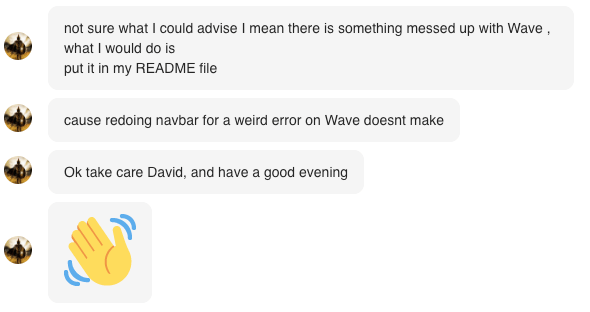 not sure what I could advise I mean there is something messed up with Wave ,
what I would do is
put it in my README file
cause redoing navbar for a weird error on Wave doesnt make
Ok take care David, and have a good evening